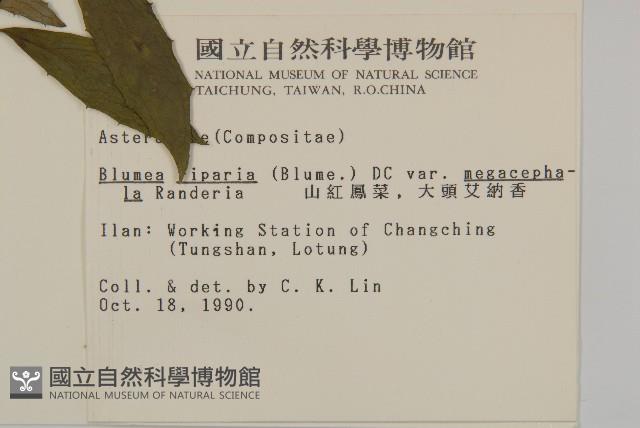 國立自然科學博物館
NATIONAL MUSEUM OF NATURAL SCIENCE
TAICHUNG, TAIWAN, R.O.CHINA
(Compositae)
Blumea (Blume.) DC var. megacepha-
la Randeria 山紅鳳菜, 大頭艾納香
Ilan: Working Station of Changching
(Tungshan, Lotung)
Coll. & det. by C. K. Lin
Oct. 18, 1990.
國立自然科學博物館
NATIONAL MUSEUM OF NATURAL SCIENCE